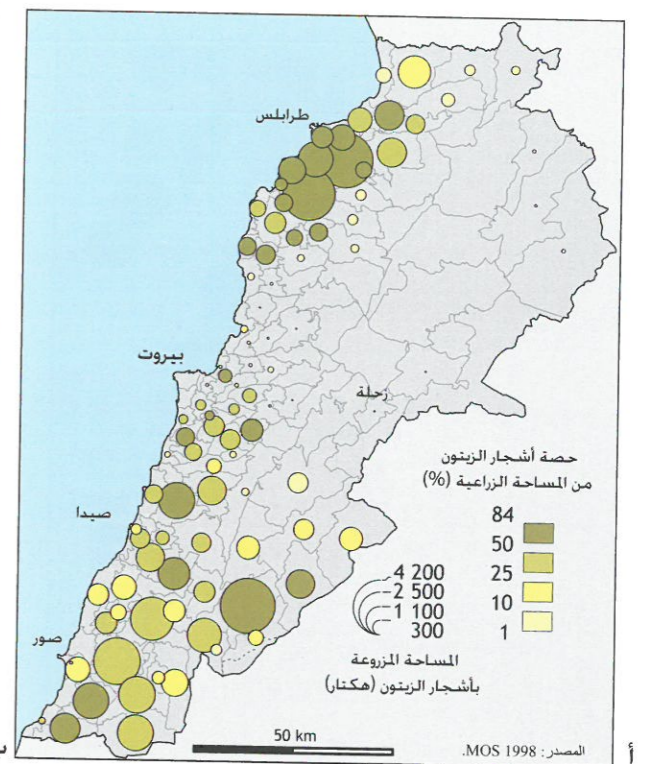 طرابلس
بيروت
زحلة
صيدا
صور
حصة أشجار الزيتون
من المساحة الزراعية (%)
84
50
25
10
1
4 200
2 500
1 100
300
المساحة المزروعة
بأشجار الزيتون (هكتار)
50 km
المصدر: MOS 1998.
أ